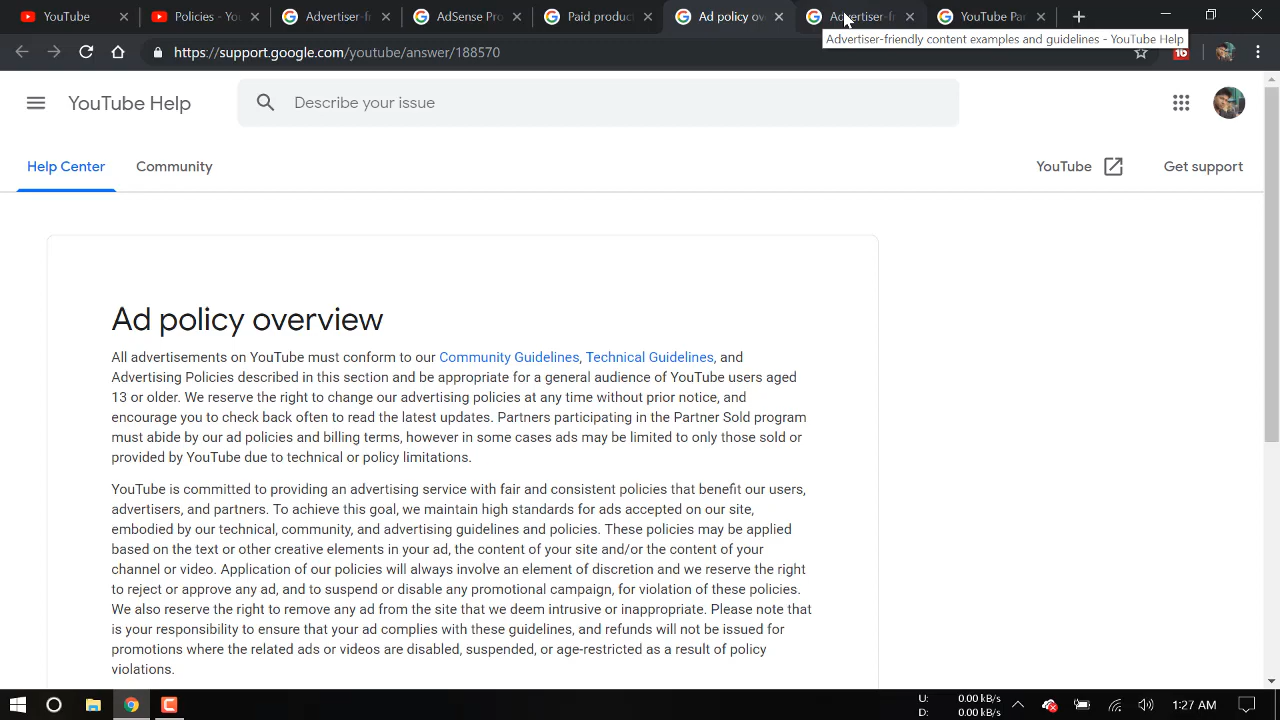 YouTube
Policies - Yo
Advertiser-f
AdSense Pro
Paid produc
Ad policy ov
Advertiser-f
YouTube Par
https://support.google.com/youtube/answer/188570
Advertiser-friendly content examples and guidelines - YouTube Help
16
YouTube Help
Describe your issue
Help Center
Community
YouTube
Get support
Ad policy overview
All advertisements on YouTube must conform to our Community Guidelines, Technical Guidelines, and
Advertising Policies described in this section and be appropriate for a general audience of YouTube users aged
13 or older. We reserve the right to change our advertising policies at any time without prior notice, and
encourage you to check back often to read the latest updates. Partners participating in the Partner Sold program
must abide by our ad policies and billing terms, however in some cases ads may be limited to only those sold or
provided by YouTube due to technical or policy limitations.
YouTube is committed to providing an advertising service with fair and consistent policies that benefit our users,
advertisers, and partners. To achieve this goal, we maintain high standards for ads accepted on our site,
embodied by our technical, community, and advertising guidelines and policies. These policies may be applied
based on the text or other creative elements in your ad, the content of your site and/or the content of your
channel or video. Application of our policies will always involve an element of discretion and we reserve the right
to reject or approve any ad, and to suspend or disable any promotional campaign, for violation of these policies.
We also reserve the right to remove any ad from the site that we deem intrusive or inappropriate. Please note that
is your responsibility to ensure that your ad complies with these guidelines, and refunds will not be issued for
promotions where the related ads or videos are disabled, suspended, or age-restricted as a result of policy
violations.
U: 0.00 kB/s
D: 0.00 kB/s
1:27 AM